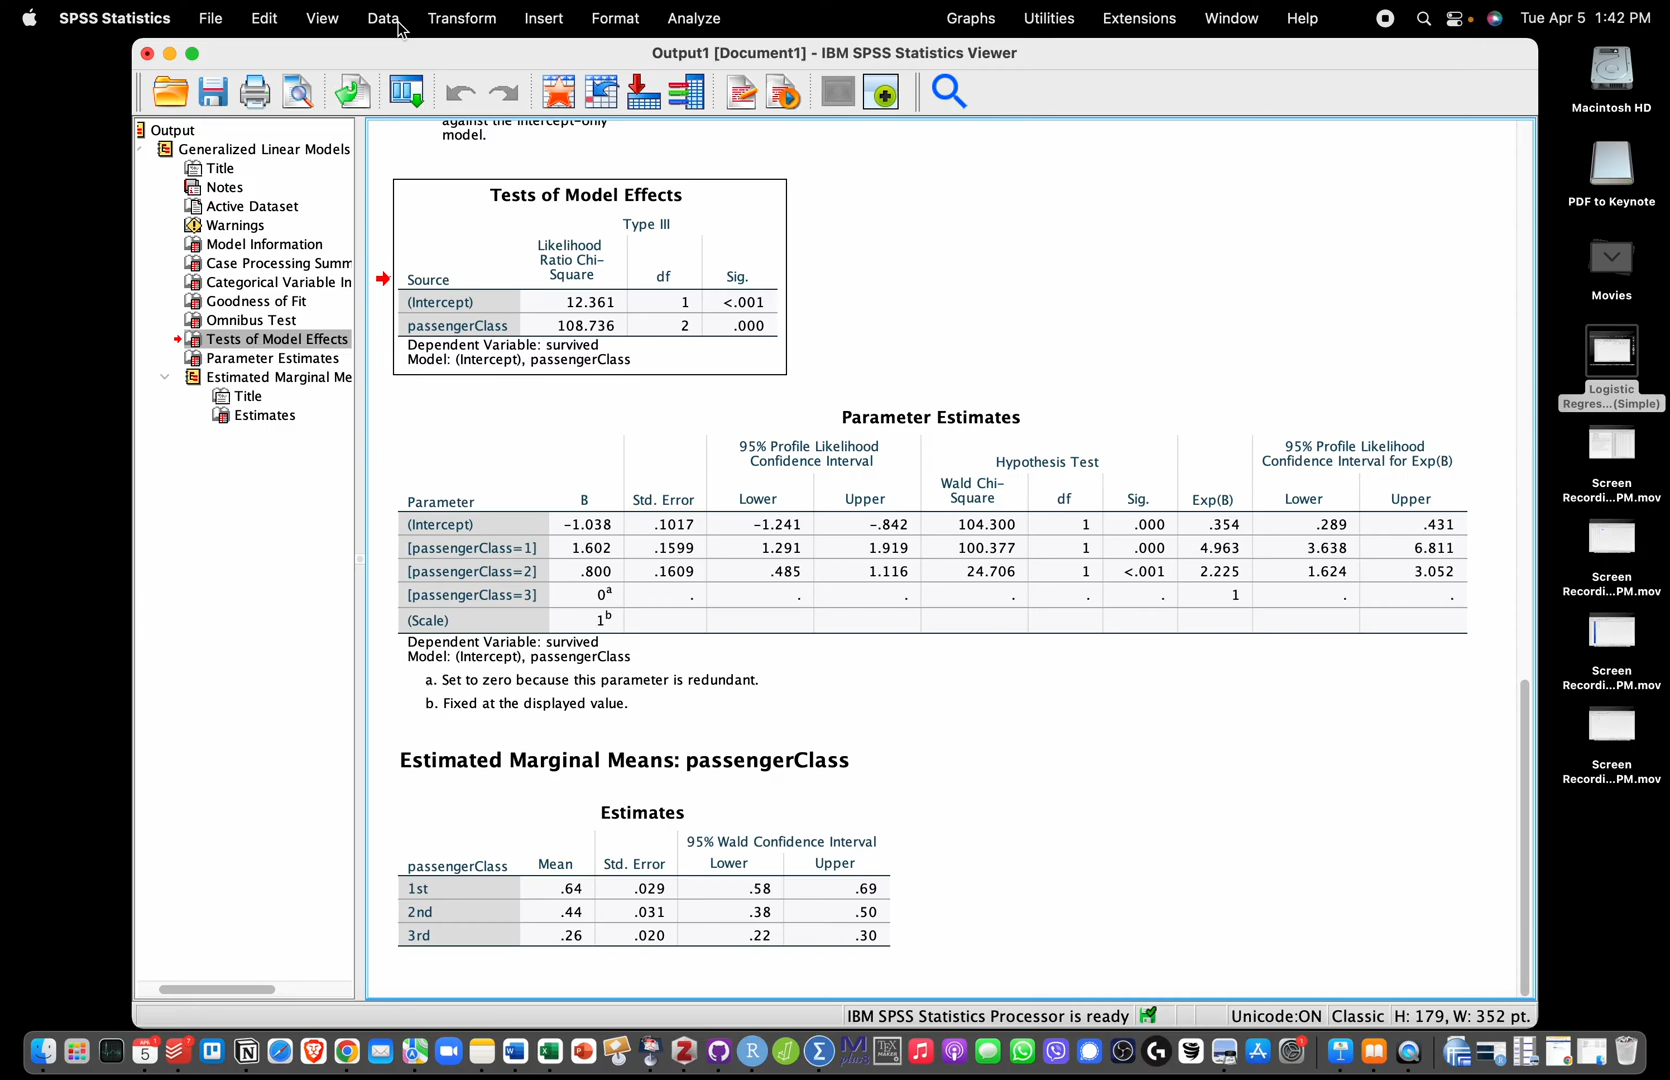 SPSS Statistics File Edit View Data Transform Insert Format Analyze Graphs Utilities Extensions Window Help Tue Apr 5 1:42 PM
Output1 [Document1] - IBM SPSS Statistics Viewer
Output
Generalized Linear Models
Title
Notes
Active Dataset
Warnings
Model Information
Case Processing Summ
Categorical Variable In
Goodness of Fit
Omnibus Test
Tests of Model Effects
Parameter Estimates
Estimated Marginal Me
Title
Estimates
against the intercept-only
model.
Tests of Model Effects
Type III
Source Likelihood Ratio Chi-Square df Sig.
(Intercept) 12.361 1 <.001
passengerClass 108.736 2 .000
Dependent Variable: survived
Model: (Intercept), passengerClass
Parameter Estimates
95% Profile Likelihood Confidence Interval Hypothesis Test 95% Profile Likelihood Confidence Interval for Exp(B)
Parameter B Std. Error Lower Upper Wald Chi-Square df Sig. Exp(B) Lower Upper
(Intercept) -1.038 .1017 -1.241 -.842 104.300 1 .000 .354 .289 .431
[passengerClass=1] 1.602 .1599 1.291 1.919 100.377 1 .000 4.963 3.638 6.811
[passengerClass=2] .800 .1609 .485 1.116 24.706 1 <.001 2.225 1.624 3.052
[passengerClass=3] 0a . . . . . . 1 . .
(Scale) 1b
Dependent Variable: survived
Model: (Intercept), passengerClass
a. Set to zero because this parameter is redundant.
b. Fixed at the displayed value.
Estimated Marginal Means: passengerClass
Estimates
95% Wald Confidence Interval
passengerClass Mean Std. Error Lower Upper
1st .64 .029 .58 .69
2nd .44 .031 .38 .50
3rd .26 .020 .22 .30
IBM SPSS Statistics Processor is ready Unicode:ON Classic H: 179, W: 352 pt.
Macintosh HD
PDF to Keynote
Movies
Logistic
Regres...(Simple)
Screen
Recordi...PM.mov
Screen
Recordi...PM.mov
Screen
Recordi...PM.mov
Screen
Recordi...PM.mov